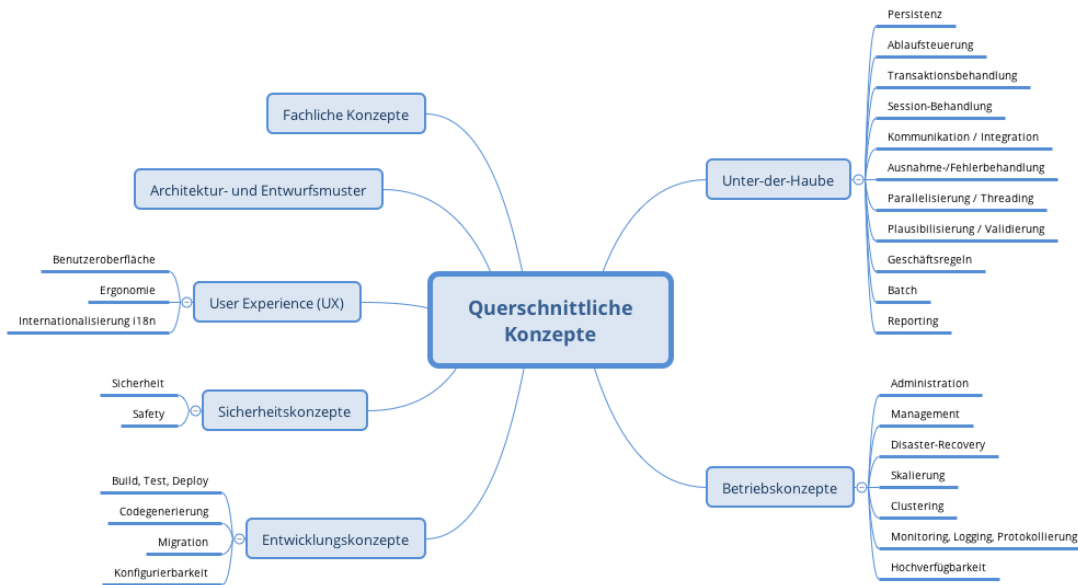 Querschnittliche
Konzepte
Fachliche Konzepte
Architektur- und Entwurfsmuster
User Experience (UX)
Benutzeroberfläche
Ergonomie
Internationalisierung i18n
Sicherheitskonzepte
Sicherheit
Safety
Entwicklungskonzepte
Build, Test, Deploy
Codegenerierung
Migration
Konfigurierbarkeit
Unter-der-Haube
Persistenz
Ablaufsteuerung
Transaktionsbehandlung
Session-Behandlung
Kommunikation / Integration
Ausnahme-/Fehlerbehandlung
Parallelisierung / Threading
Plausibilisierung / Validierung
Geschäftsregeln
Batch
Reporting
Betriebskonzepte
Administration
Management
Disaster-Recovery
Skalierung
Clustering
Monitoring, Logging, Protokollierung
Hochverfügbarkeit